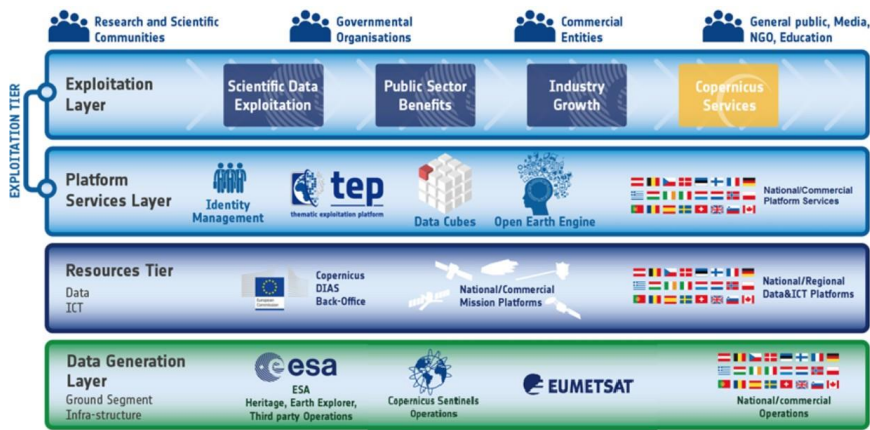 Research and Scientific
Communities
Governmental
Organisations
Commercial
Entities
General public, Media,
NGO, Education
EXPLOITATION TIER
Exploitation
Layer
Scientific Data
Exploitation
Public Sector
Benefits
Industry
Growth
Copernicus
Services
Platform
Services Layer
Identity
Management
tep
thematic exploitation platform
Data Cubes
Open Earth Engine
National/Commercial
Platform Services
Resources Tier
Data
ICT
European
Commission
Copernicus
DIAS
Back-Office
National/Commercial
Mission Platforms
National/Regional
Data&ICT Platforms
Data Generation
Layer
Ground Segment
Infra-structure
esa
ESA
Heritage, Earth Explorer,
Third party Operations
Copernicus Sentinels
Operations
EUMETSAT
National/commercial
Operations